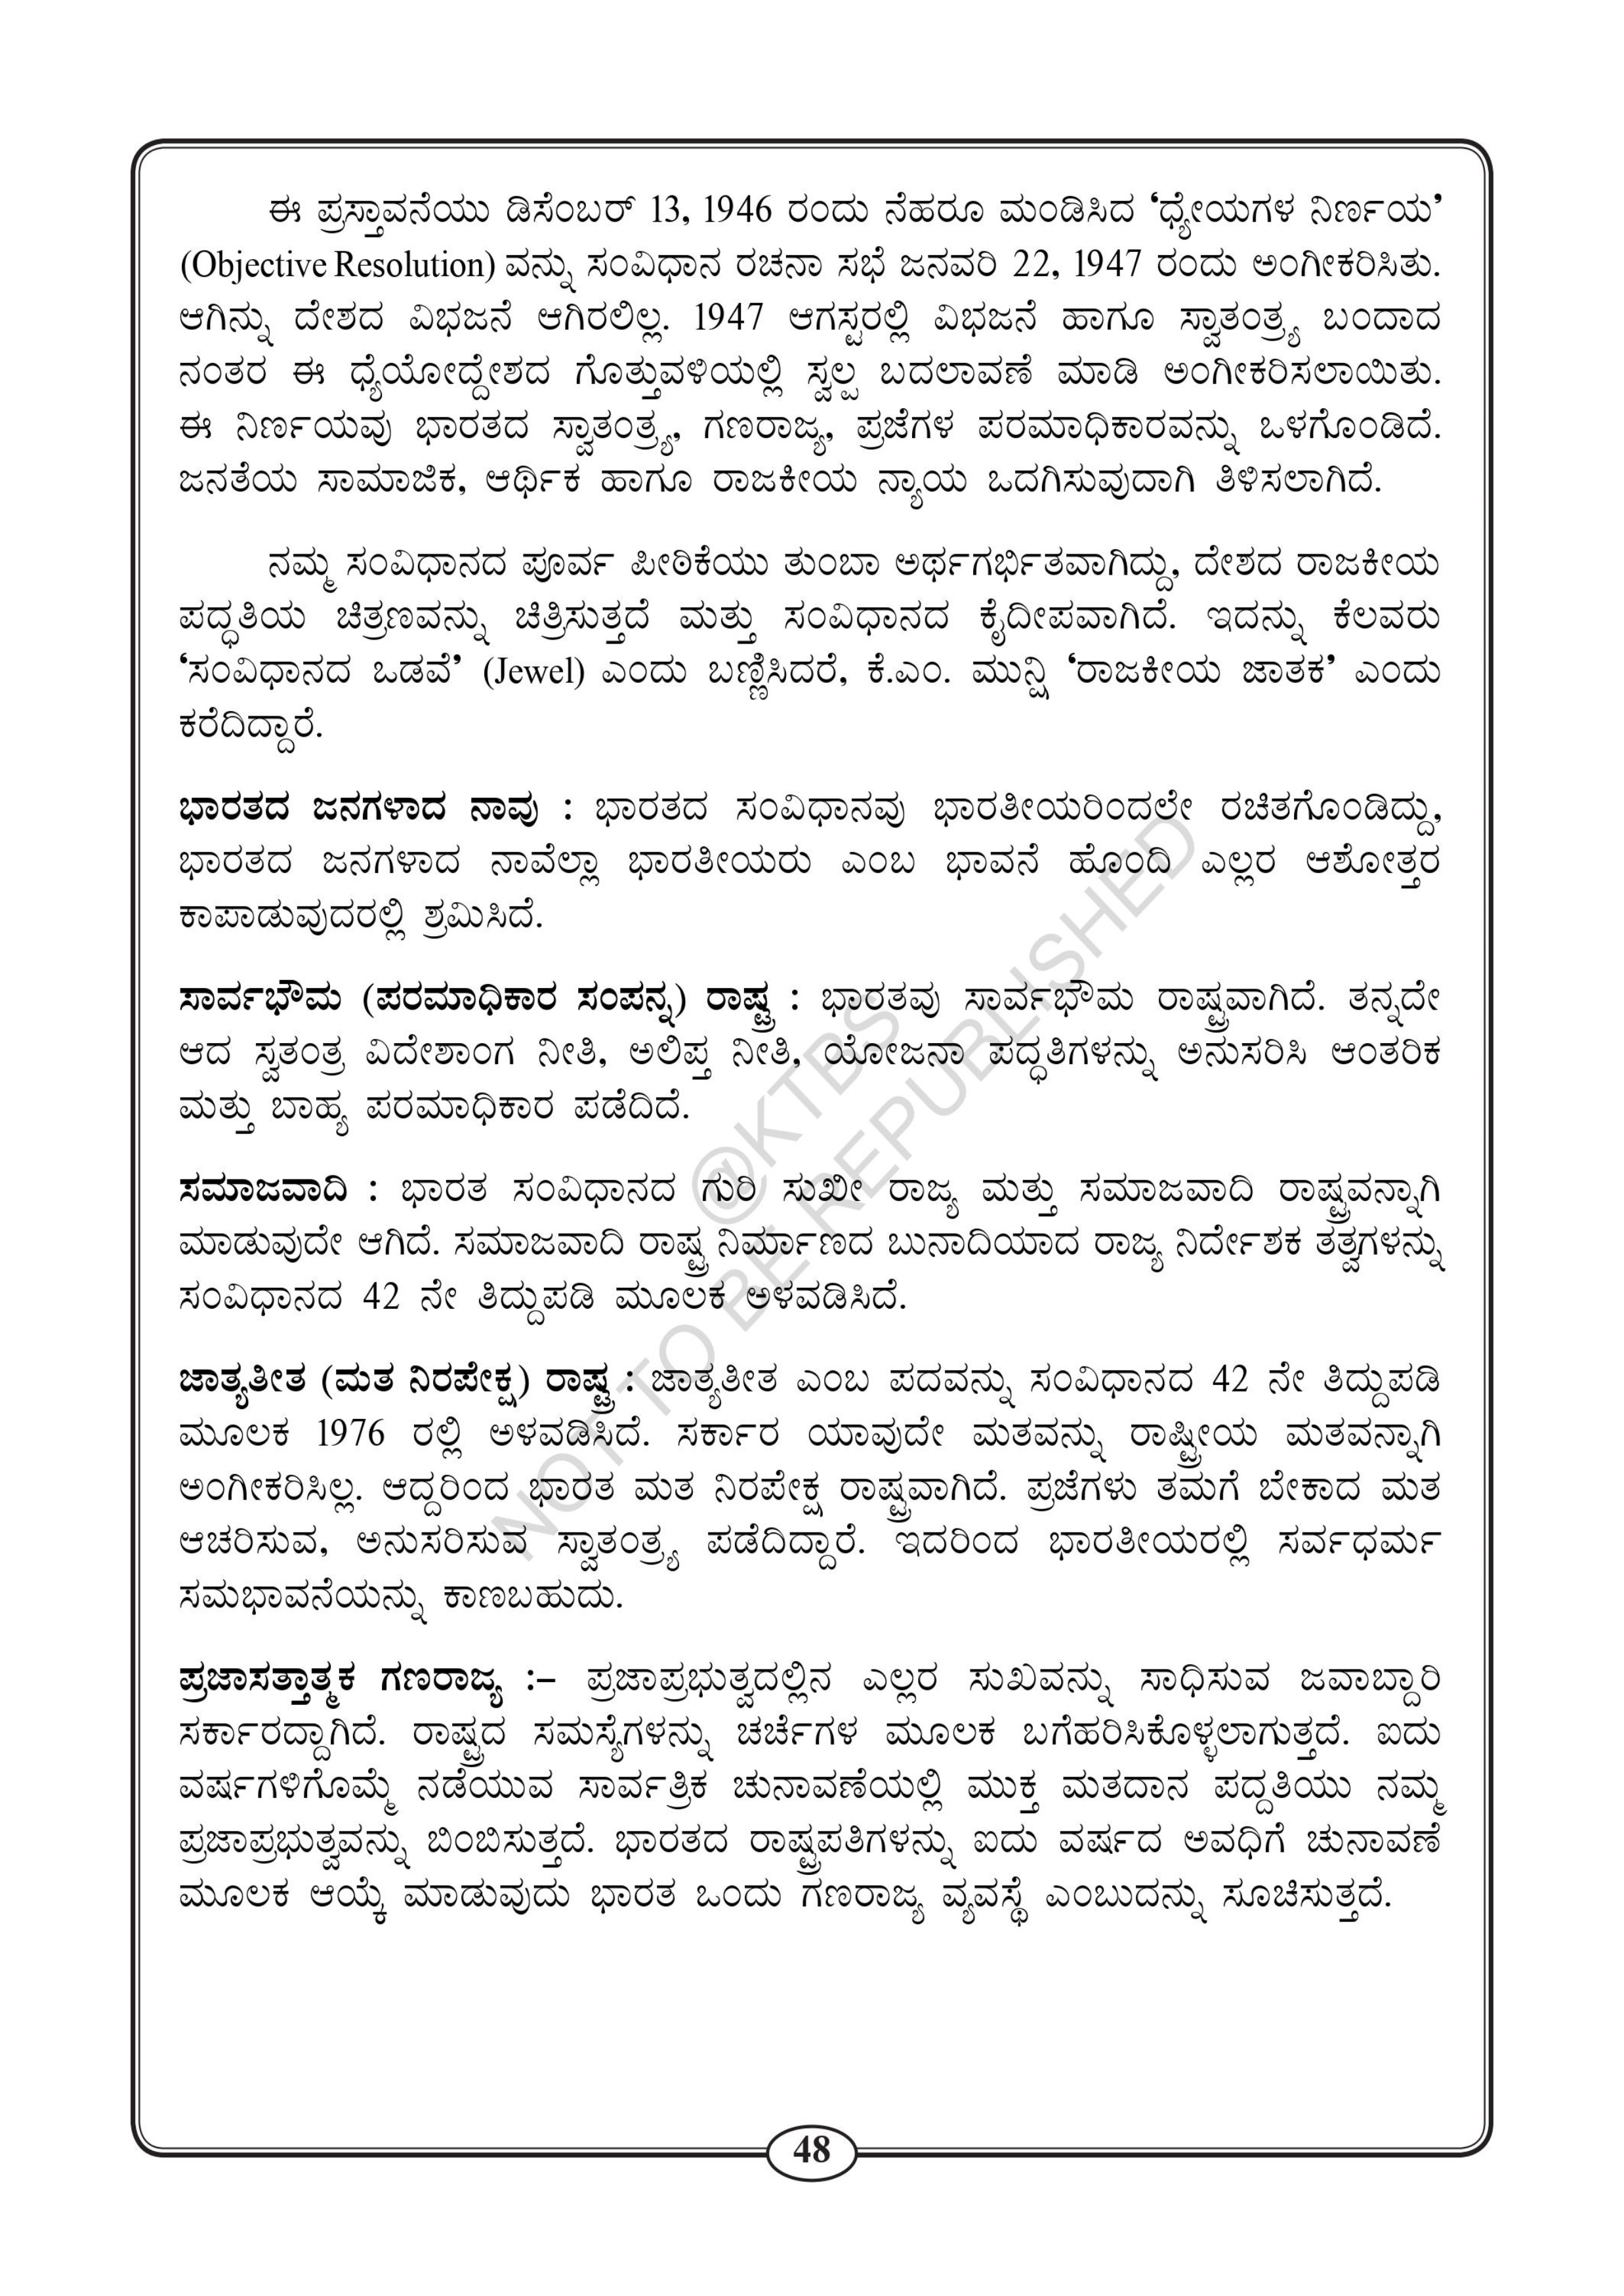 ಈ ಪ್ರಸ್ತಾವನೆಯು ಡಿಸೆಂಬರ್ 13, 1946 ರಂದು ನೆಹರೂ ಮಂಡಿಸಿದ ‘ಧ್ಯೇಯಗಳ ನಿರ್ಣಯ’
(Objective Resolution) ವನ್ನು ಸಂವಿಧಾನ ರಚನಾ ಸಭೆ ಜನವರಿ 22, 1947 ರಂದು ಅಂಗೀಕರಿಸಿತು.
ಆಗಿನ್ನು ದೇಶದ ವಿಭಜನೆ ಆಗಿರಲಿಲ್ಲ. 1947 ಆಗಸ್ಟರಲ್ಲಿ ವಿಭಜನೆ ಹಾಗೂ ಸ್ವಾತಂತ್ರ್ಯ ಬಂದಾದ
ನಂತರ ಈ ಧ್ಯೆಯೋದ್ದೇಶದ ಗೊತ್ತುವಳಿಯಲ್ಲಿ ಸ್ವಲ್ಪ ಬದಲಾವಣೆ ಮಾಡಿ ಅಂಗೀಕರಿಸಲಾಯಿತು.
ಈ ನಿರ್ಣಯವು ಭಾರತದ ಸ್ವಾತಂತ್ರ್ಯ, ಗಣರಾಜ್ಯ, ಪ್ರಜೆಗಳ ಪರಮಾಧಿಕಾರವನ್ನು ಒಳಗೊಂಡಿದೆ.
ಜನತೆಯ ಸಾಮಾಜಿಕ, ಆರ್ಥಿಕ ಹಾಗೂ ರಾಜಕೀಯ ನ್ಯಾಯ ಒದಗಿಸುವುದಾಗಿ ತಿಳಿಸಲಾಗಿದೆ.
ನಮ್ಮ ಸಂವಿಧಾನದ ಪೂರ್ವ ಪೀಠಿಕೆಯು ತುಂಬಾ ಅರ್ಥಗರ್ಭಿತವಾಗಿದ್ದು, ದೇಶದ ರಾಜಕೀಯ
ಪದ್ಧತಿಯ ಚಿತ್ರಣವನ್ನು ಚಿತ್ರಿಸುತ್ತದೆ ಮತ್ತು ಸಂವಿಧಾನದ ಕೈದೀಪವಾಗಿದೆ. ಇದನ್ನು ಕೆಲವರು
‘ಸಂವಿಧಾನದ ಒಡವೆ’ (Jewel) ಎಂದು ಬಣ್ಣಿಸಿದರೆ, ಕೆ.ಎಂ. ಮುನ್ಷಿ ‘ರಾಜಕೀಯ ಜಾತಕ’ ಎಂದು
ಕರೆದಿದ್ದಾರೆ.
ಭಾರತದ ಜನಗಳಾದ ನಾವು : ಭಾರತದ ಸಂವಿಧಾನವು ಭಾರತೀಯರಿಂದಲೇ ರಚಿತಗೊಂಡಿದ್ದು,
ಭಾರತದ ಜನಗಳಾದ ನಾವೆಲ್ಲಾ ಭಾರತೀಯರು ಎಂಬ ಭಾವನೆ ಹೊಂದಿ ಎಲ್ಲರ ಆಶೋತ್ತರ
ಕಾಪಾಡುವುದರಲ್ಲಿ ಶ್ರಮಿಸಿದೆ.
ಸಾರ್ವಭೌಮ (ಪರಮಾಧಿಕಾರ ಸಂಪನ್ನ) ರಾಷ್ಟ್ರ : ಭಾರತವು ಸಾರ್ವಭೌಮ ರಾಷ್ಟ್ರವಾಗಿದೆ. ತನ್ನದೇ
ಆದ ಸ್ವತಂತ್ರ ವಿದೇಶಾಂಗ ನೀತಿ, ಅಲಿಪ್ತ ನೀತಿ, ಯೋಜನಾ ಪದ್ಧತಿಗಳನ್ನು ಅನುಸರಿಸಿ ಆಂತರಿಕ
ಮತ್ತು ಬಾಹ್ಯ ಪರಮಾಧಿಕಾರ ಪಡೆದಿದೆ.
ಸಮಾಜವಾದಿ : ಭಾರತ ಸಂವಿಧಾನದ ಗುರಿ ಸುಖೀ ರಾಜ್ಯ ಮತ್ತು ಸಮಾಜವಾದಿ ರಾಷ್ಟ್ರವನ್ನಾಗಿ
ಮಾಡುವುದೇ ಆಗಿದೆ. ಸಮಾಜವಾದಿ ರಾಷ್ಟ್ರ ನಿರ್ಮಾಣದ ಬುನಾದಿಯಾದ ರಾಜ್ಯ ನಿರ್ದೇಶಕ ತತ್ವಗಳನ್ನು
ಸಂವಿಧಾನದ 42 ನೇ ತಿದ್ದುಪಡಿ ಮೂಲಕ ಅಳವಡಿಸಿದೆ.
ಜಾತ್ಯತೀತ (ಮತ ನಿರಪೇಕ್ಷ) ರಾಷ್ಟ್ರ : ಜಾತ್ಯತೀತ ಎಂಬ ಪದವನ್ನು ಸಂವಿಧಾನದ 42 ನೇ ತಿದ್ದುಪಡಿ
ಮೂಲಕ 1976 ರಲ್ಲಿ ಅಳವಡಿಸಿದೆ. ಸರ್ಕಾರ ಯಾವುದೇ ಮತವನ್ನು ರಾಷ್ಟ್ರೀಯ ಮತವನ್ನಾಗಿ
ಅಂಗೀಕರಿಸಿಲ್ಲ. ಆದ್ದರಿಂದ ಭಾರತ ಮತ ನಿರಪೇಕ್ಷ ರಾಷ್ಟ್ರವಾಗಿದೆ. ಪ್ರಜೆಗಳು ತಮಗೆ ಬೇಕಾದ ಮತ
ಆಚರಿಸುವ, ಅನುಸರಿಸುವ ಸ್ವಾತಂತ್ರ್ಯ ಪಡೆದಿದ್ದಾರೆ. ಇದರಿಂದ ಭಾರತೀಯರಲ್ಲಿ ಸರ್ವಧರ್ಮ
ಸಮಭಾವನೆಯನ್ನು ಕಾಣಬಹುದು.
ಪ್ರಜಾಸತ್ತಾತ್ಮಕ ಗಣರಾಜ್ಯ :– ಪ್ರಜಾಪ್ರಭುತ್ವದಲ್ಲಿನ ಎಲ್ಲರ ಸುಖವನ್ನು ಸಾಧಿಸುವ ಜವಾಬ್ದಾರಿ
ಸರ್ಕಾರದ್ದಾಗಿದೆ. ರಾಷ್ಟ್ರದ ಸಮಸ್ಯೆಗಳನ್ನು ಚರ್ಚೆಗಳ ಮೂಲಕ ಬಗೆಹರಿಸಿಕೊಳ್ಳಲಾಗುತ್ತದೆ. ಐದು
ವರ್ಷಗಳಿಗೊಮ್ಮೆ ನಡೆಯುವ ಸಾರ್ವತ್ರಿಕ ಚುನಾವಣೆಯಲ್ಲಿ ಮುಕ್ತ ಮತದಾನ ಪದ್ದತಿಯು ನಮ್ಮ
ಪ್ರಜಾಪ್ರಭುತ್ವವನ್ನು ಬಿಂಬಿಸುತ್ತದೆ. ಭಾರತದ ರಾಷ್ಟ್ರಪತಿಗಳನ್ನು ಐದು ವರ್ಷದ ಅವಧಿಗೆ ಚುನಾವಣೆ
ಮೂಲಕ ಆಯ್ಕೆ ಮಾಡುವುದು ಭಾರತ ಒಂದು ಗಣರಾಜ್ಯ ವ್ಯವಸ್ಥೆ ಎಂಬುದನ್ನು ಸೂಚಿಸುತ್ತದೆ.
@KTBS
NOT TO BE REPUBLISHED
48